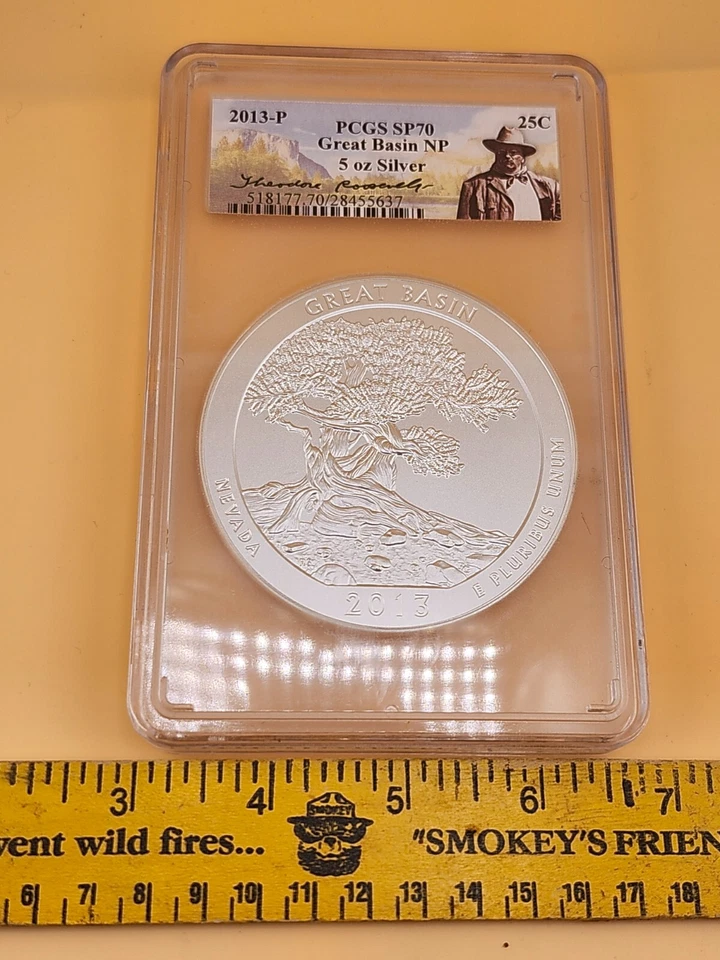 2013-P
25C
PCGS SP70
Great Basin NP
5 oz Silver
Theodore Roosevelt
518177.70/28455637
GREAT BASIN
NEVADA
E PLURIBUS UNUM
2013
3 4 5 6 7
SMOKEY
vent wild fires... "SMOKEY'S FRIEN
6 7 8 9 10 11 12 13 14 15 16 17 18